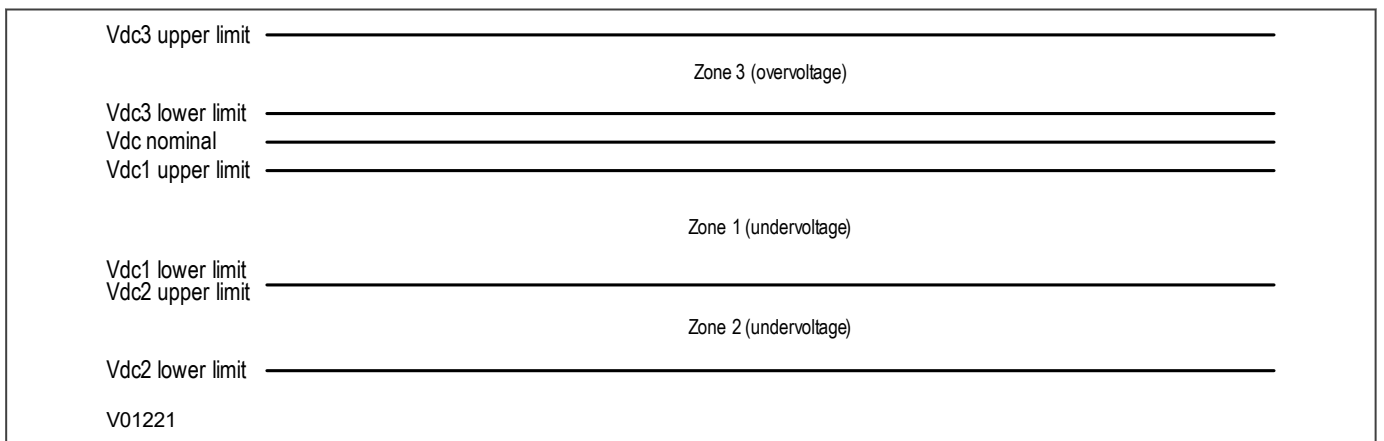 Vdc3 upper limit
Zone 3 (overvoltage)
Vdc3 lower limit
Vdc nominal
Vdc1 upper limit
Zone 1 (undervoltage)
Vdc1 lower limit
Vdc2 upper limit
Zone 2 (undervoltage)
Vdc2 lower limit
V01221